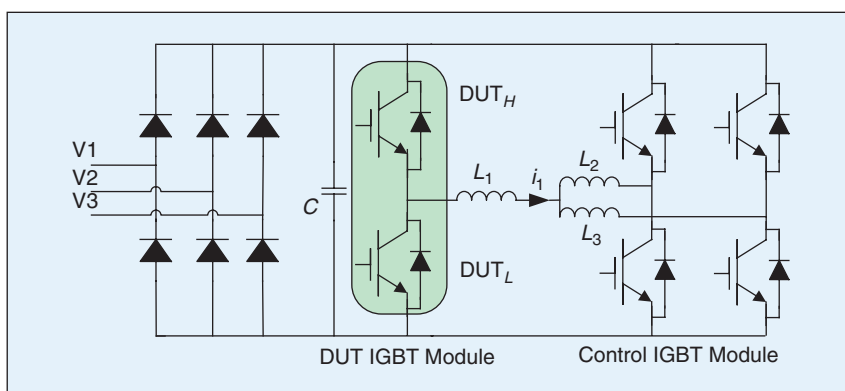 V1
V2
V3
C
DUT_H
DUT_L
L_1
i_1
L_2
L_3
DUT IGBT Module
Control IGBT Module